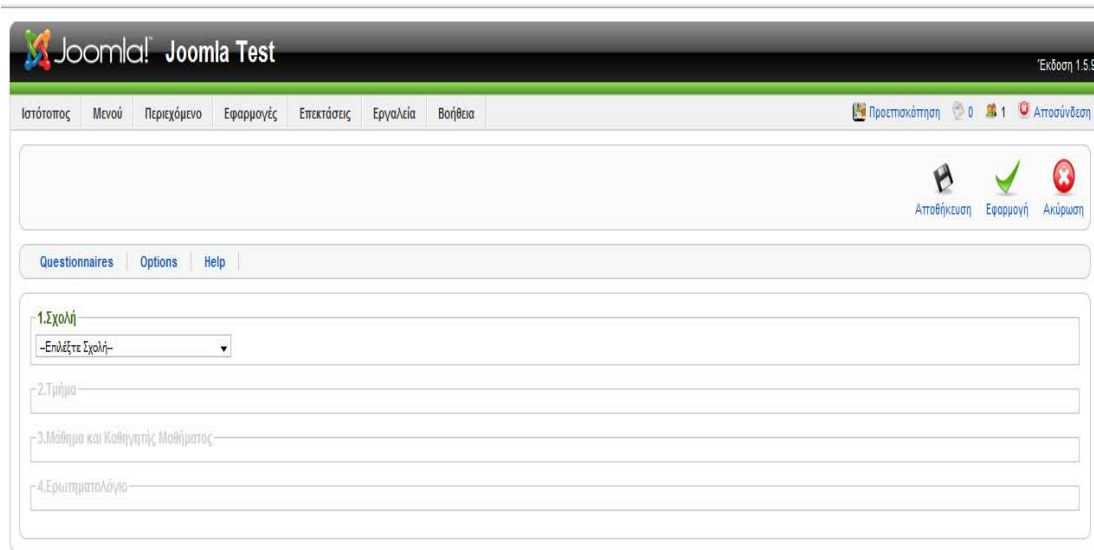 Joomla! Joomla Test
Έκδοση 1.5.9
Ιστότοπος Μενού Περιεχόμενο Εφαρμογές Επεκτάσεις Εργαλεία Βοήθεια Προεπισκόπηση 0 1 Αποσύνδεση
Αποθήκευση Εφαρμογή Ακύρωση
Questionnaires Options Help
1.Σχολή
--Επιλέξτε Σχολή--
2.Τμήμα
3.Μάθημα και Καθηγητής Μαθήματος
4.Ερωτηματολόγιο